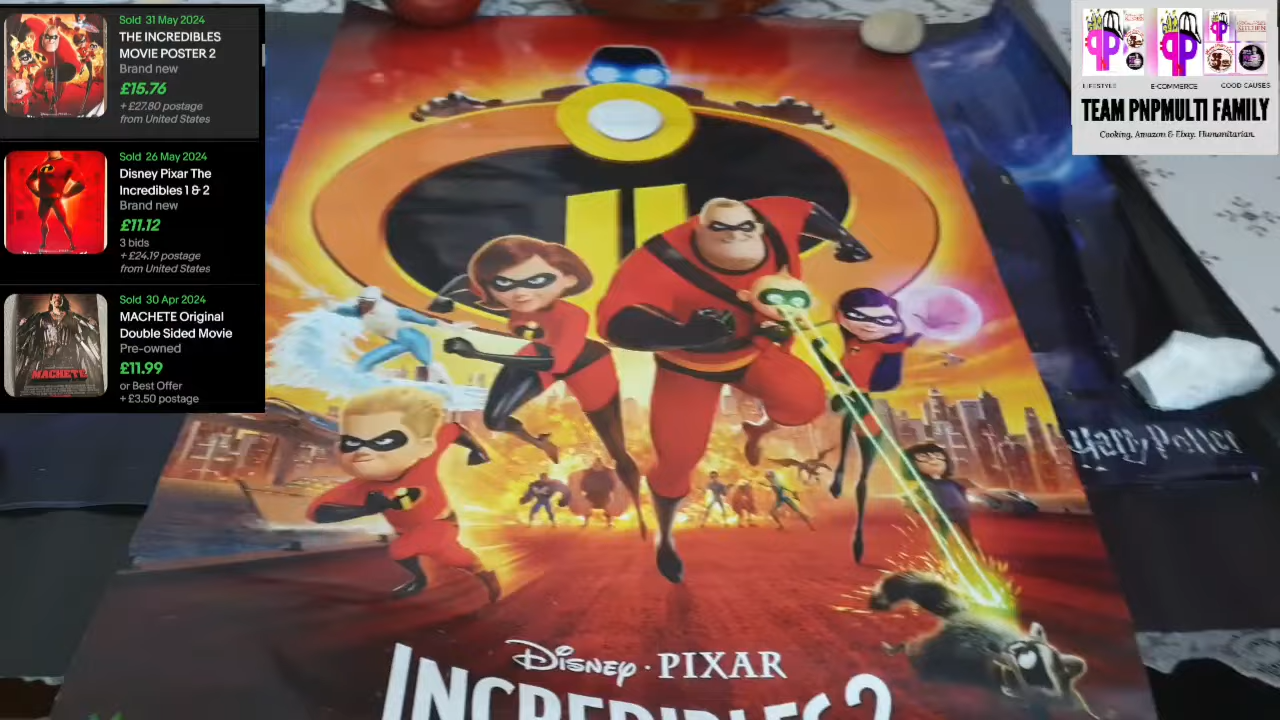 Sold 31 May 2024
THE INCREDIBLES
MOVIE POSTER 2
Brand new
£15.76
+ £27.80 postage
from United States
Sold 26 May 2024
Disney Pixar The
Incredibles 1 & 2
Brand new
£11.12
3 bids
+ £24.19 postage
from United States
Sold 30 Apr 2024
MACHETE Original
Double Sided Movie
Pre-owned
£11.99
or Best Offer
+ £3.50 postage
MACHETE
LIFESTYLE
E-COMMERCE
GOOD CAUSES
TEAM PNPMULTI FAMILY
Cooking, Amazon & Ebay, Humanitarian.
Harry Potter
DISNEY · PIXAR
INCREDIBLES 2